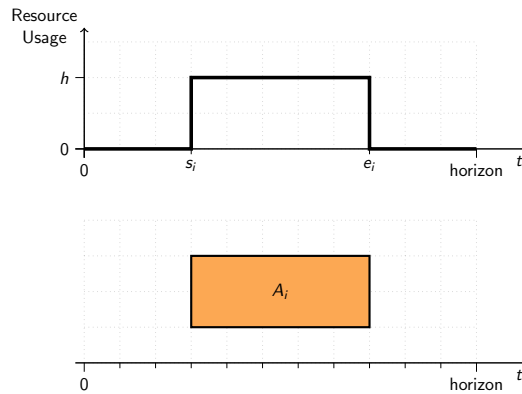 Resource
Usage
h
0
0
s_i
e_i
horizon
t
A_i
0
horizon
t